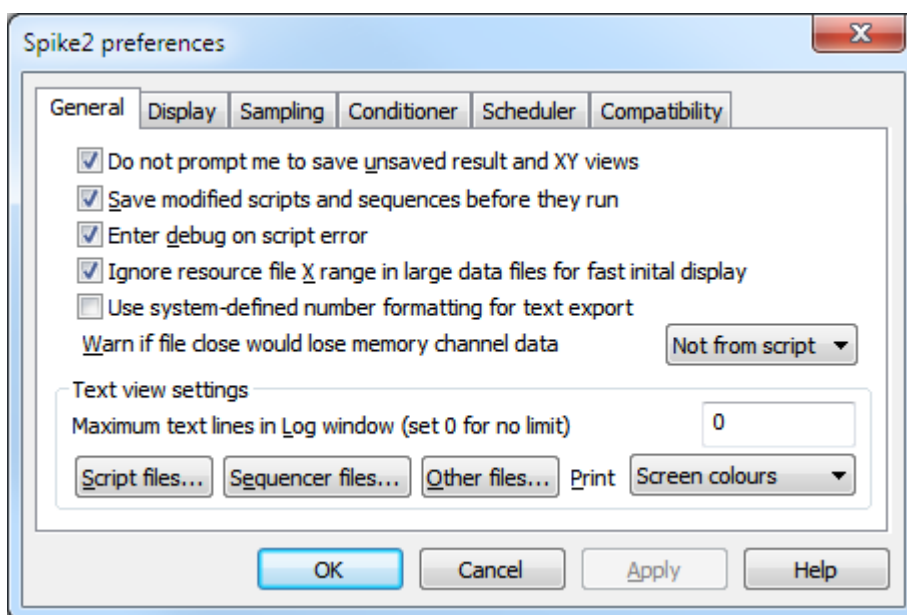 Spike2 preferences
General Display Sampling Conditioner Scheduler Compatibility
Do not prompt me to save unsaved result and XY views
Save modified scripts and sequences before they run
Enter debug on script error
Ignore resource file X range in large data files for fast inital display
Use system-defined number formatting for text export
Warn if file close would lose memory channel data Not from script
Text view settings
Maximum text lines in Log window (set 0 for no limit) 0
Script files... Sequencer files... Other files... Print Screen colours
OK Cancel Apply Help